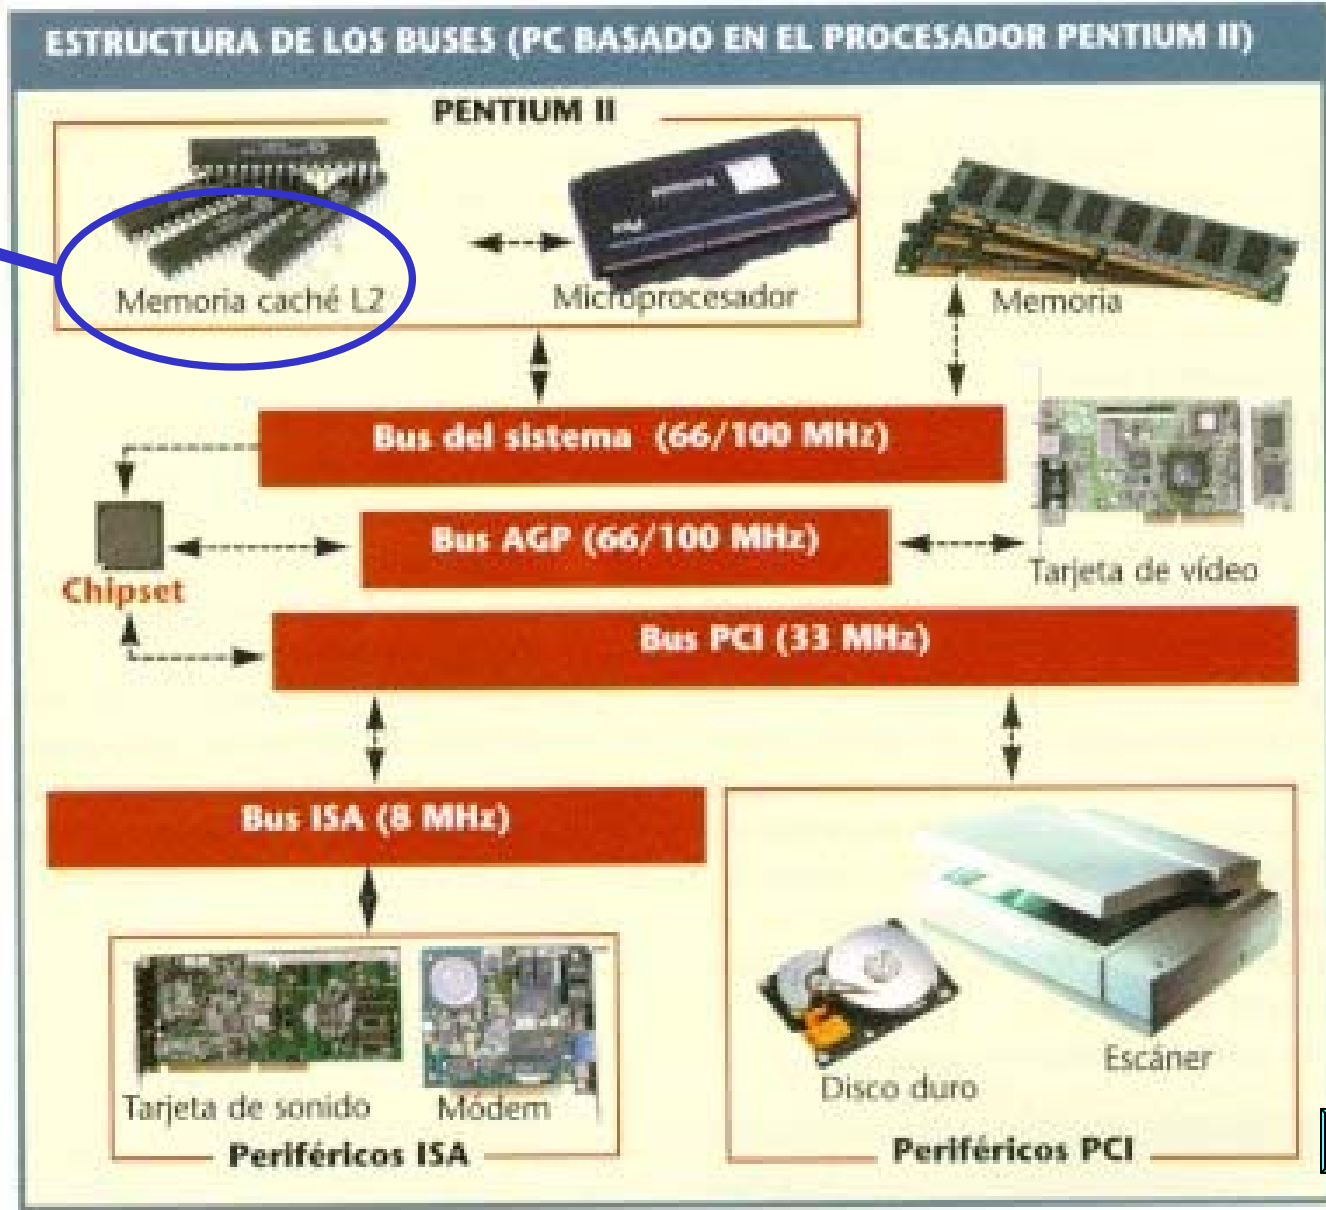 ESTRUCTURA DE LOS BUSES (PC BASADO EN EL PROCESADOR PENTIUM II)
PENTIUM II
Memoria caché L2
Microprocesador
Memoria
Bus del sistema (66/100 MHz)
Bus AGP (66/100 MHz)
Tarjeta de vídeo
Chipset
Bus PCI (33 MHz)
Bus ISA (8 MHz)
Tarjeta de sonido
Módem
Periféricos ISA
Disco duro
Escáner
Periféricos PCI